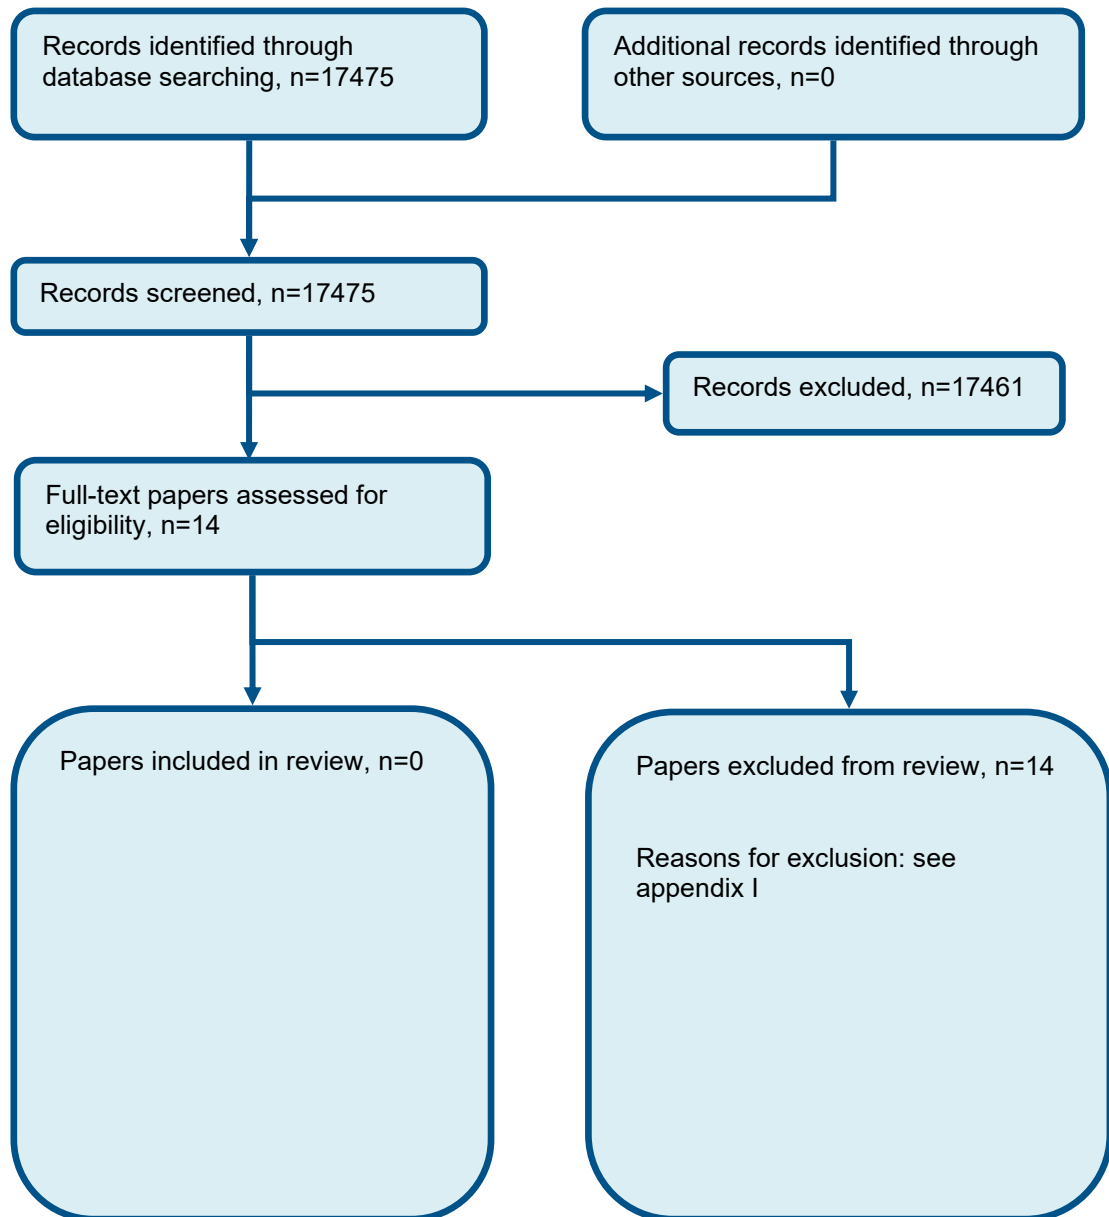 Records identified through
database searching, n=17475
Additional records identified through
other sources, n=0
Records screened, n=17475
Records excluded, n=17461
Full-text papers assessed for
eligibility, n=14
Papers included in review, n=0
Papers excluded from review, n=14
Reasons for exclusion: see
appendix I